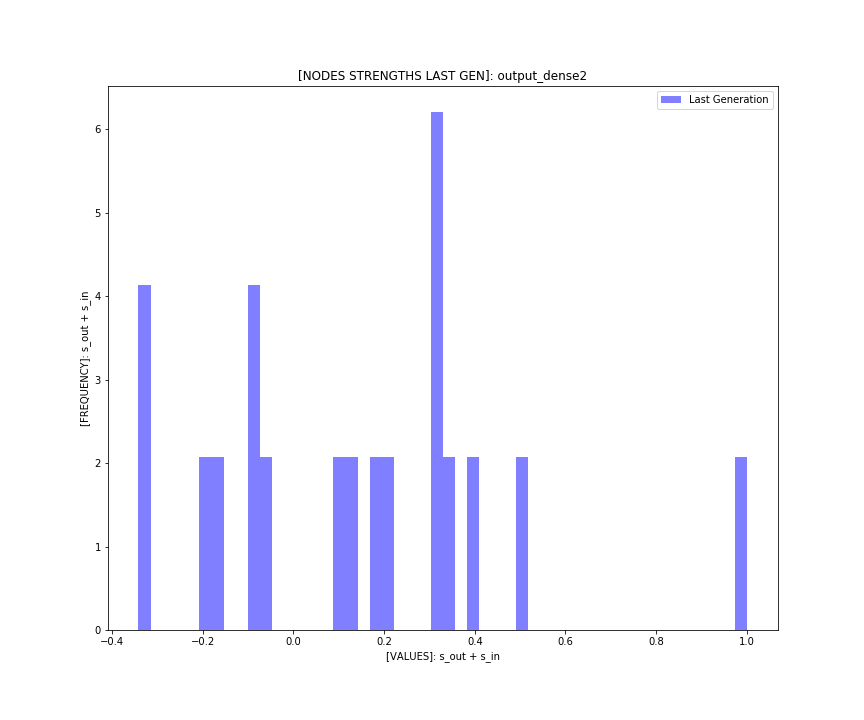 [NODES STRENGTHS LAST GEN]: output_dense2
Last Generation
[FREQUENCY]: s_out + s_in
6
5
4
3
2
1
0
−0.4 −0.2 0.0 0.2 0.4 0.6 0.8 1.0
[VALUES]: s_out + s_in